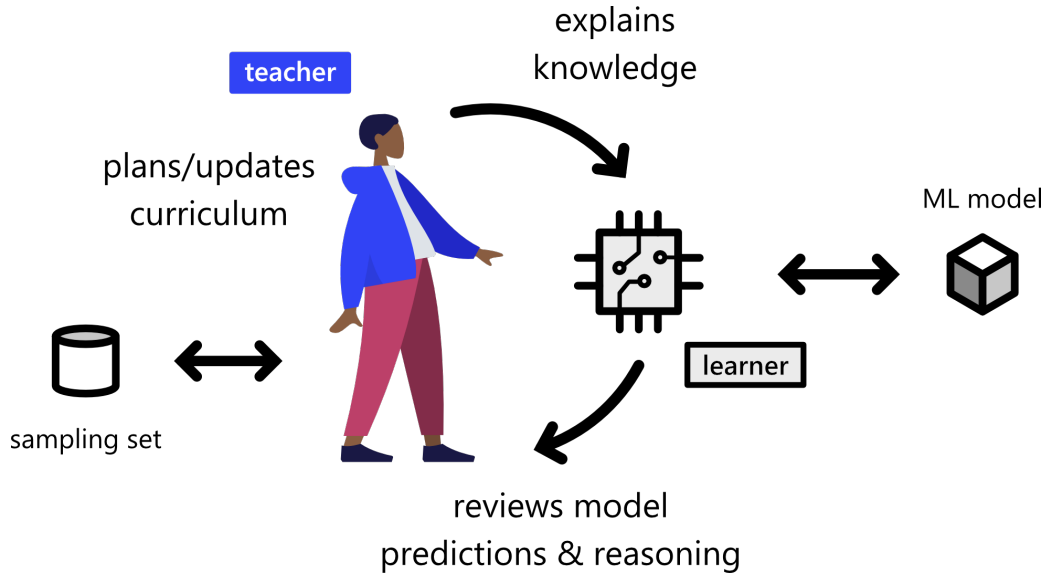 explains
knowledge
teacher
plans/updates
curriculum
ML model
learner
sampling set
reviews model
predictions & reasoning